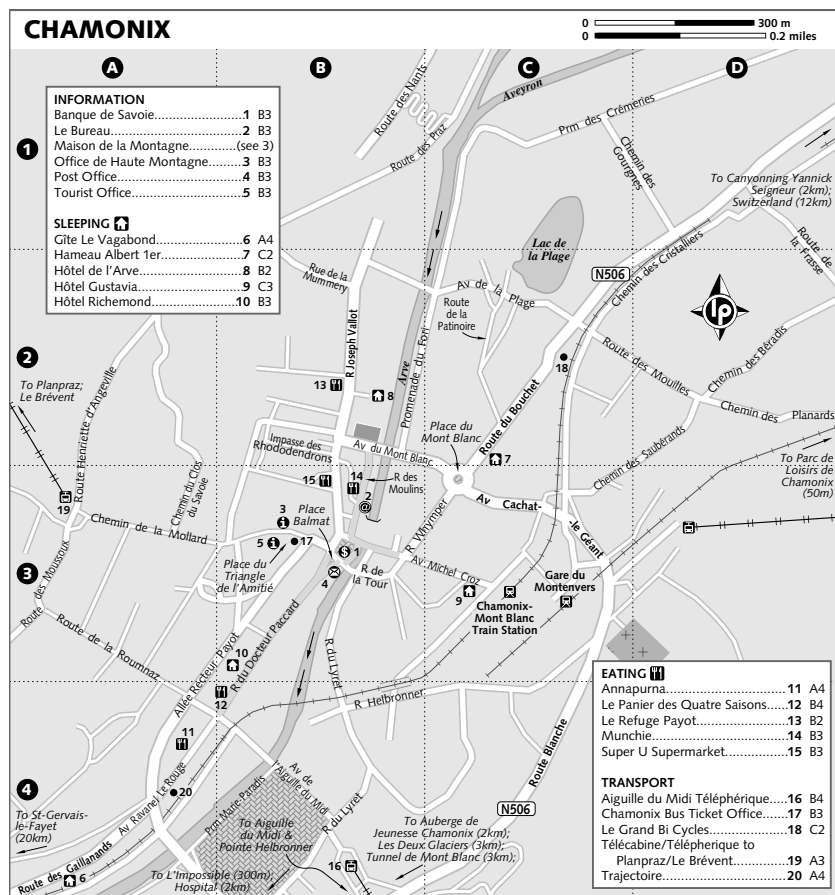 CHAMONIX
0 300 m
0 0.2 miles
A
B
C
D
1
2
3
4
INFORMATION
Banque de Savoie............................1 B3
Le Bureau.......................................2 B3
Maison de la Montagne.............(see 3)
Office de Haute Montagne...........3 B3
Post Office.....................................4 B3
Tourist Office.................................5 B3
SLEEPING
Gîte Le Vagabond..........................6 A4
Hameau Albert 1er.........................7 C2
Hôtel de l'Arve..............................8 B2
Hôtel Gustavia...............................9 C3
Hôtel Richemond.........................10 B3
Route des Nants
Route des Praz
Aveyron
Prm des Crémeries
Chemin des
Gourgnes
To Canyonning Yannick
Seigneur (2km);
Switzerland (12km)
Route de
la Frasse
Chemin des Cristalliers
N506
Lac de
la Plage
lp
Rue de la
Mummery
R Joseph Vallot
Av de la Plage
Route
de la
Patinoire
Arve
Promenade du Fori
18
Route des Mouilles
Chemin des Béradis
Chemin des Planards
To Planpraz;
Le Brévent
Route Henriette d'Angeville
13
8
Route du Bouchet
Place du
Mont Blanc
Impasse des
Rhododendrons
Av du Mont Blanc
7
Chemin des Saubérands
To Parc de
Loisirs de
Chamonix
(50m)
Chemin du Clos
du Savoie
14
15
R des
Moulins
2
@
Av Cachat-
-le Géant
R Whymper
19
Chemin de la Mollard
3
Place
Balmat
5
17
Place du
Triangle
de l'Amitié
$ 1
4
R de
la Tour
Av Michel Croz
9
Chamonix-
Mont Blanc
Train Station
Gare du
Montenvers
Route des Moussoux
Route de la Roumnaz
Allée Recteur Payot
10
R du Docteur Paccard
12
R du Lyret
R Helbronner
Route Blanche
11
20
Av Ravanel Le Rouge
Prm Marie-Paradis
Av de
l'Aiguille du Midi
R du Lyret
N506
To St-Gervais-
le-Fayet
(20km)
Route des Gaillands
6
To Aiguille
du Midi &
Pointe Helbronner
16
To L'Impossible (300m);
Hospital (2km)
To Auberge de
Jeunesse Chamonix (2km);
Les Deux Glaciers (3km);
Tunnel de Mont Blanc (3km);
EATING
Annapurna...................................11 A4
Le Panier des Quatre Saisons.....12 B4
Le Refuge Payot..........................13 B2
Munchie......................................14 B3
Super U Supermarket..................15 B3
TRANSPORT
Aiguille du Midi Téléphérique.....16 B4
Chamonix Bus Ticket Office........17 B3
Le Grand Bi Cycles......................18 C2
Télécabine/Télépherique to
Planpraz/Le Brévent................19 A3
Trajectoire...................................20 A4